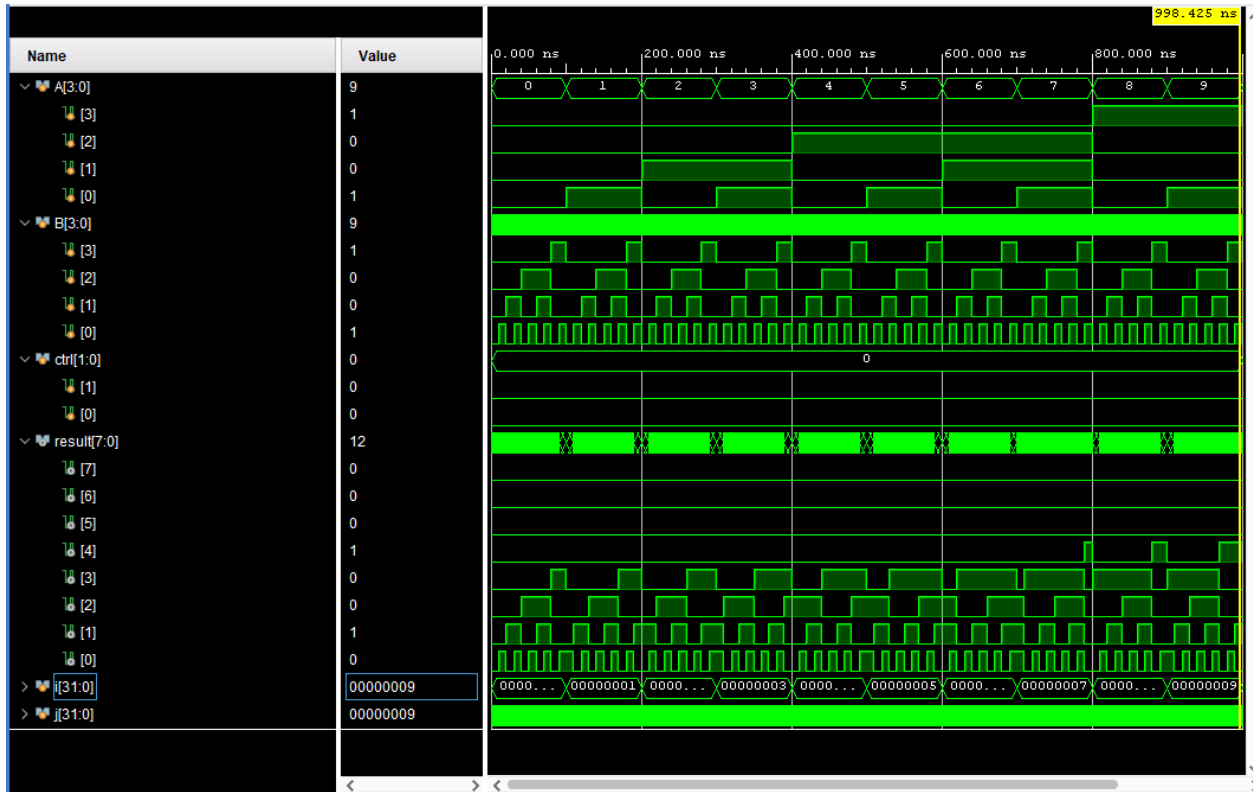 998.425 ns
Name Value 0.000 ns 200.000 ns 400.000 ns 600.000 ns 800.000 ns
A[3:0] 9 0 1 2 3 4 5 6 7 8 9
[3] 1
[2] 0
[1] 0
[0] 1
B[3:0] 9
[3] 1
[2] 0
[1] 0
[0] 1
ctrl[1:0] 0 0
[1] 0
[0] 0
result[7:0] 12
[7] 0
[6] 0
[5] 0
[4] 1
[3] 0
[2] 0
[1] 1
[0] 0
i[31:0] 00000009 0000... 00000001 0000... 00000003 0000... 00000005 0000... 00000007 0000... 00000009
j[31:0] 00000009